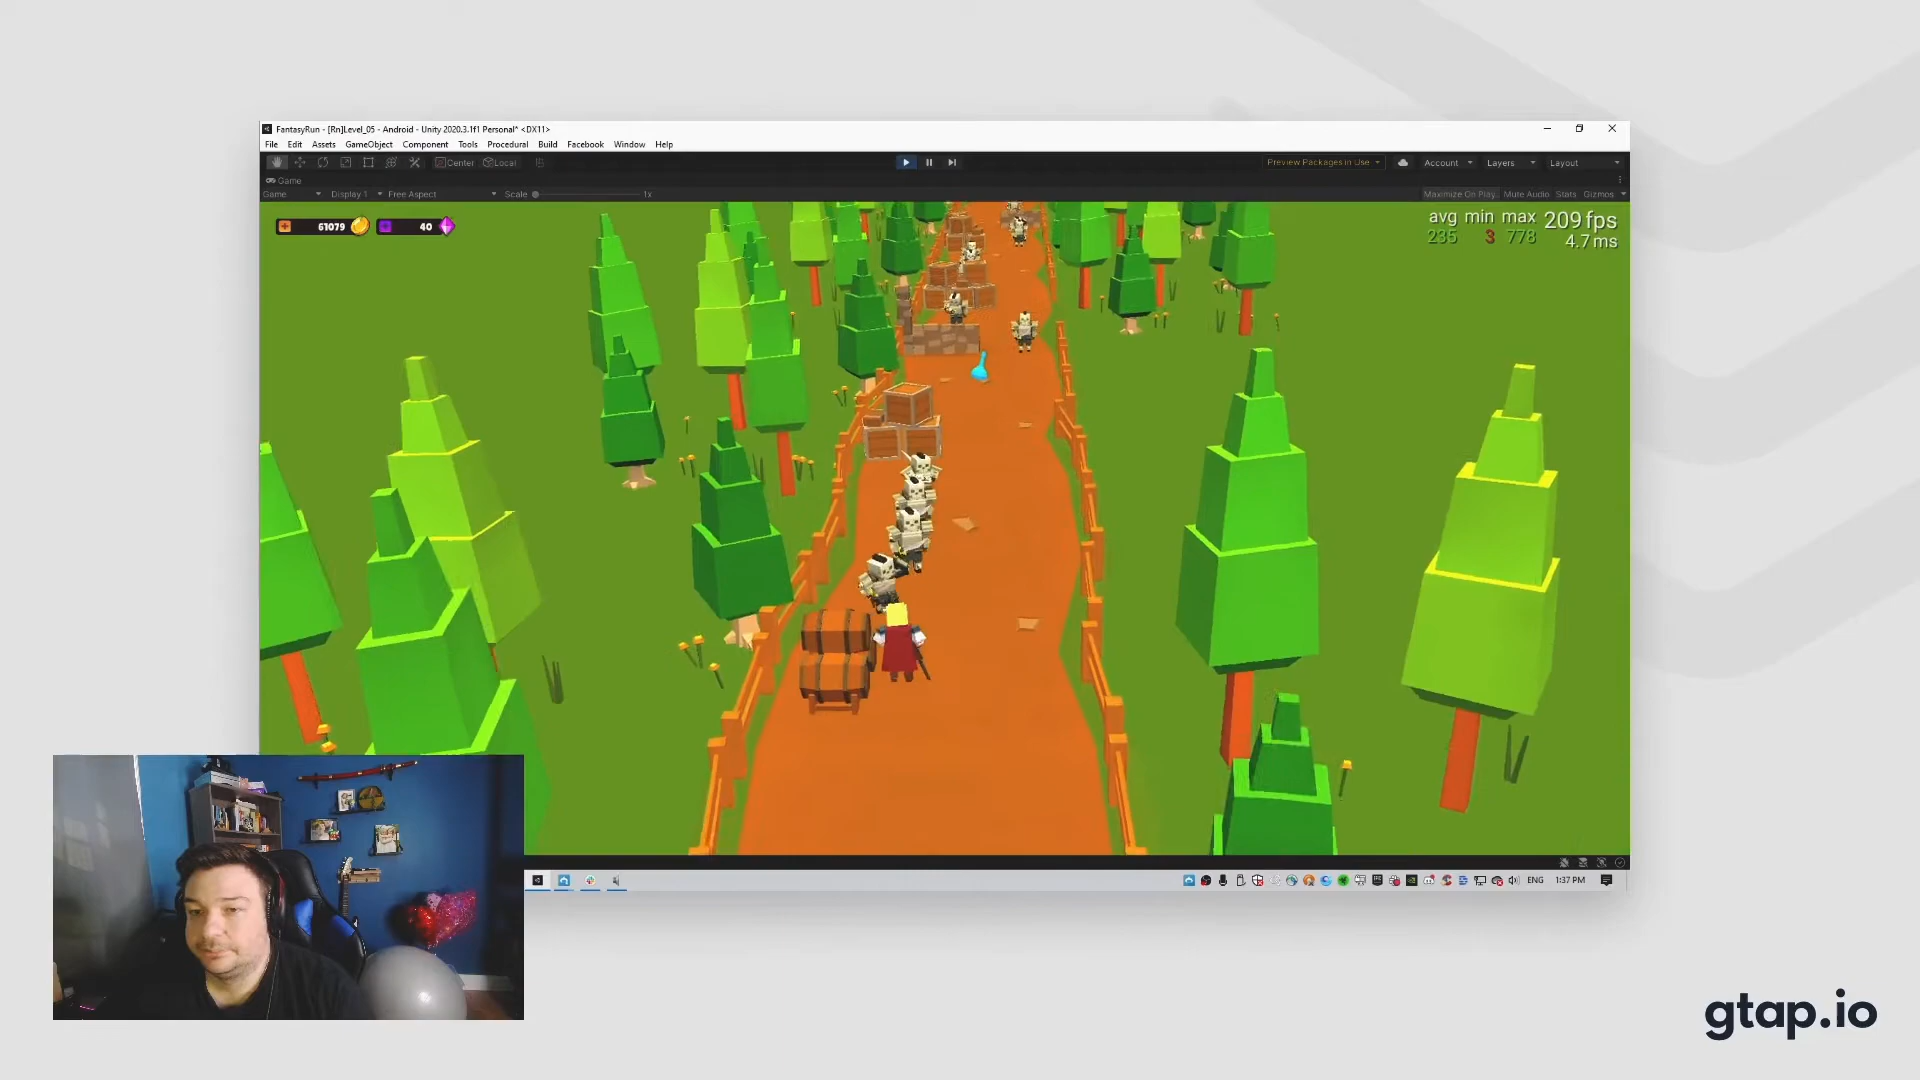 FantasyRun - [Rn]Level_05 - Android - Unity 2020.3.1f1 Personal* <DX11>
File Edit Assets GameObject Component Tools Procedural Build Facebook Window Help
Center Local Preview Packages in Use Account Layers Layout
Game
Game Display 1 Free Aspect Scale 1x Maximize On Play Mute Audio Stats Gizmos
61079 40
avg min max 209 fps
235 3 778 4.7 ms
ENG 1:37 PM
gtap.io